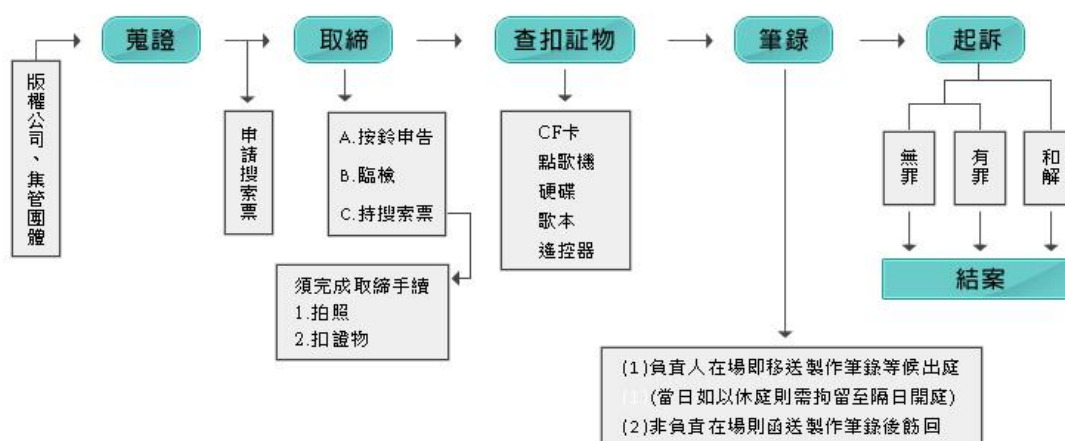 蒐證
取締
查扣証物
筆錄
起訴
版權公司、集管團體
申請搜索票
A.按鈴申告
B.臨檢
C.持搜索票
須完成取締手續
1.拍照
2.扣證物
CF卡
點歌機
硬碟
歌本
遙控器
無罪
有罪
和解
結案
(1)負責人在場即移送製作筆錄等候出庭
(1)(當日如以休庭則需拘留至隔日開庭)
(2)非負責在場則函送製作筆錄後飭回